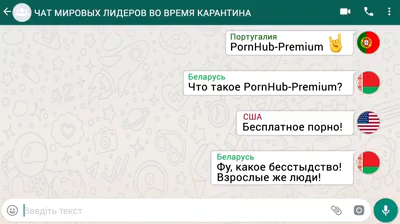 ЧАТ МИРОВЫХ ЛИДЕРОВ ВО ВРЕМЯ КАРАНТИНА
Португалия
PornHub-Premium 🤘
Беларусь
Что такое PornHub-Premium?
США
Бесплатное порно!
Беларусь
Фу, какое бесстыдство!
Взрослые же люди!
Введіть текст